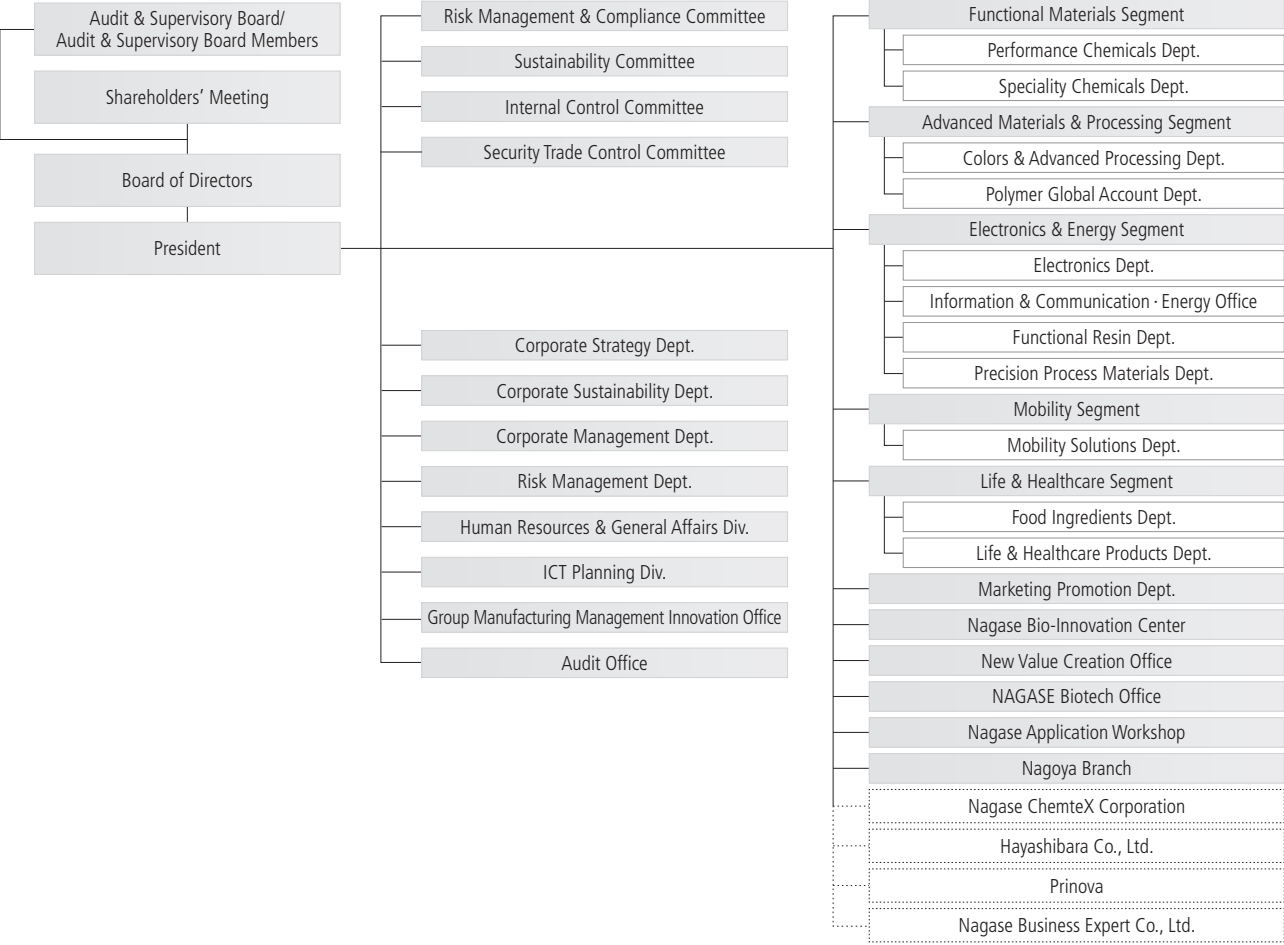 Audit & Supervisory Board/
Audit & Supervisory Board Members
Shareholders’ Meeting
Board of Directors
President
Risk Management & Compliance Committee
Sustainability Committee
Internal Control Committee
Security Trade Control Committee
Corporate Strategy Dept.
Corporate Sustainability Dept.
Corporate Management Dept.
Risk Management Dept.
Human Resources & General Affairs Div.
ICT Planning Div.
Group Manufacturing Management Innovation Office
Audit Office
Functional Materials Segment
Performance Chemicals Dept.
Speciality Chemicals Dept.
Advanced Materials & Processing Segment
Colors & Advanced Processing Dept.
Polymer Global Account Dept.
Electronics & Energy Segment
Electronics Dept.
Information & Communication · Energy Office
Functional Resin Dept.
Precision Process Materials Dept.
Mobility Segment
Mobility Solutions Dept.
Life & Healthcare Segment
Food Ingredients Dept.
Life & Healthcare Products Dept.
Marketing Promotion Dept.
Nagase Bio-Innovation Center
New Value Creation Office
NAGASE Biotech Office
Nagase Application Workshop
Nagoya Branch
Nagase ChemteX Corporation
Hayashibara Co., Ltd.
Prinova
Nagase Business Expert Co., Ltd.